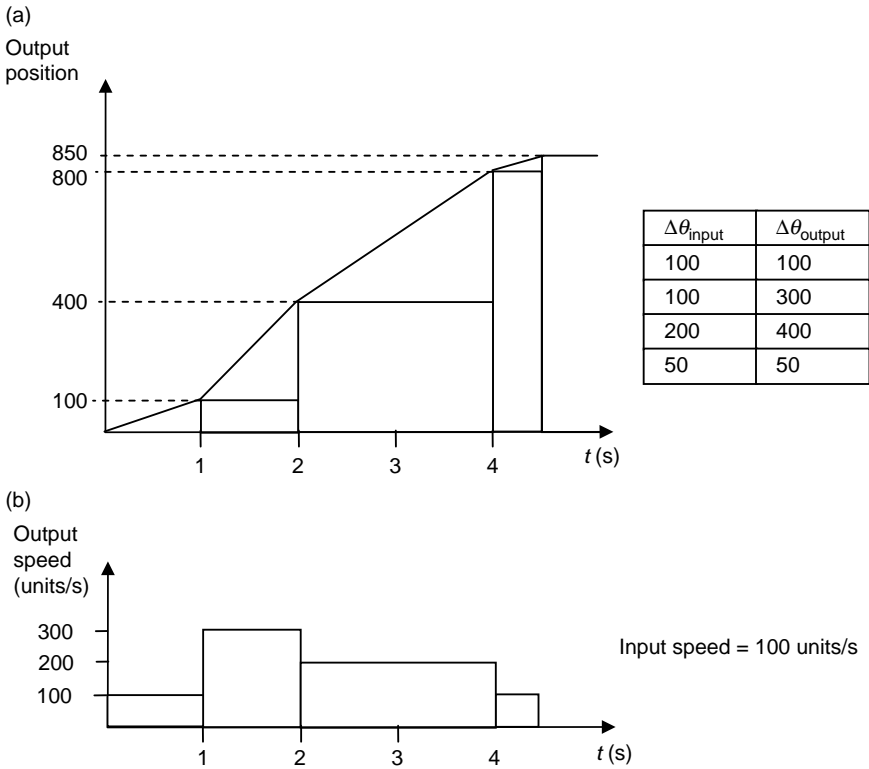 (a)
Output
position
850
800
400
100
1 2 3 4
t (s)
Δθinput Δθoutput
100 100
100 300
200 400
50 50
(b)
Output
speed
(units/s)
300
200
100
1 2 3 4
t (s)
Input speed = 100 units/s